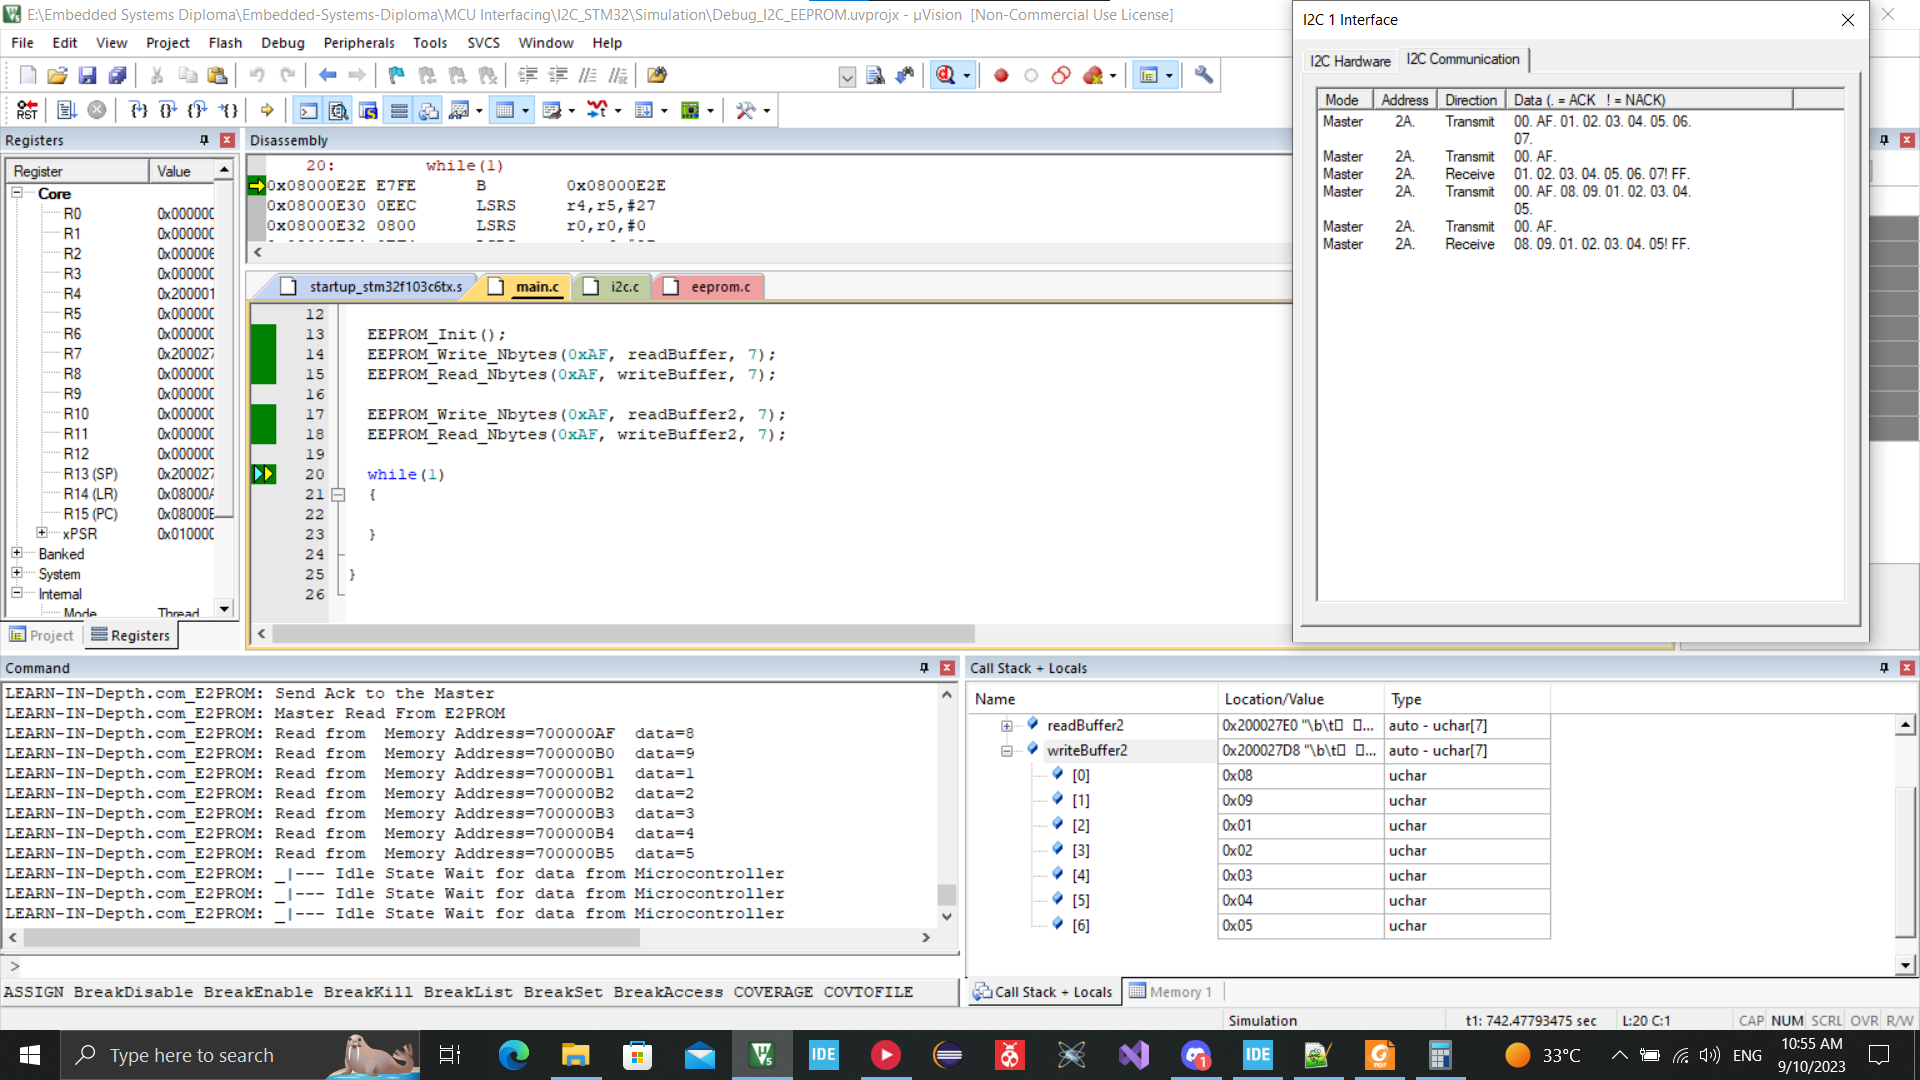 E:\Embedded Systems Diploma\Embedded-Systems-Diploma\MCU Interfacing\I2C_STM32\Simulation\Debug_I2C_EEPROM.uvprojx - µVision [Non-Commercial Use License]
File Edit View Project Flash Debug Peripherals Tools SVCS Window Help
RST
Registers
Register Value
Core
R0 0x000000
R1 0x000000
R2 0x000006
R3 0x000000
R4 0x200001
R5 0x000000
R6 0x000000
R7 0x200027
R8 0x000000
R9 0x000000
R10 0x000000
R11 0x000000
R12 0x000000
R13 (SP) 0x200027
R14 (LR) 0x08000A
R15 (PC) 0x08000E
xPSR 0x010000
Banked
System
Internal
Mode Thread
Project Registers
Disassembly
20: while(1)
0x08000E2E E7FE B 0x08000E2E
0x08000E30 0EEC LSRS r4,r5,#27
0x08000E32 0800 LSRS r0,r0,#0
startup_stm32f103c6tx.s main.c i2c.c eeprom.c
12
13 EEPROM_Init();
14 EEPROM_Write_Nbytes(0xAF, readBuffer, 7);
15 EEPROM_Read_Nbytes(0xAF, writeBuffer, 7);
16
17 EEPROM_Write_Nbytes(0xAF, readBuffer2, 7);
18 EEPROM_Read_Nbytes(0xAF, writeBuffer2, 7);
19
20 while(1)
21 {
22
23 }
24
25 }
26
I2C 1 Interface
I2C Hardware I2C Communication
Mode Address Direction Data (. = ACK ! = NACK)
Master 2A. Transmit 00. AF. 01. 02. 03. 04. 05. 06.
07.
Master 2A. Transmit 00. AF.
Master 2A. Receive 01. 02. 03. 04. 05. 06. 07! FF.
Master 2A. Transmit 00. AF. 08. 09. 01. 02. 03. 04.
05.
Master 2A. Transmit 00. AF.
Master 2A. Receive 08. 09. 01. 02. 03. 04. 05! FF.
Command
LEARN-IN-Depth.com_E2PROM: Send Ack to the Master
LEARN-IN-Depth.com_E2PROM: Master Read From E2PROM
LEARN-IN-Depth.com_E2PROM: Read from Memory Address=700000AF data=8
LEARN-IN-Depth.com_E2PROM: Read from Memory Address=700000B0 data=9
LEARN-IN-Depth.com_E2PROM: Read from Memory Address=700000B1 data=1
LEARN-IN-Depth.com_E2PROM: Read from Memory Address=700000B2 data=2
LEARN-IN-Depth.com_E2PROM: Read from Memory Address=700000B3 data=3
LEARN-IN-Depth.com_E2PROM: Read from Memory Address=700000B4 data=4
LEARN-IN-Depth.com_E2PROM: Read from Memory Address=700000B5 data=5
LEARN-IN-Depth.com_E2PROM: _|--- Idle State Wait for data from Microcontroller
LEARN-IN-Depth.com_E2PROM: _|--- Idle State Wait for data from Microcontroller
LEARN-IN-Depth.com_E2PROM: _|--- Idle State Wait for data from Microcontroller
>
ASSIGN BreakDisable BreakEnable BreakKill BreakList BreakSet BreakAccess COVERAGE COVTOFILE
Call Stack + Locals
Name Location/Value Type
readBuffer2 0x200027E0 "\b\t□ □... auto - uchar[7]
writeBuffer2 0x200027D8 "\b\t□ □... auto - uchar[7]
[0] 0x08 uchar
[1] 0x09 uchar
[2] 0x01 uchar
[3] 0x02 uchar
[4] 0x03 uchar
[5] 0x04 uchar
[6] 0x05 uchar
Call Stack + Locals Memory 1
Simulation t1: 742.47793475 sec L:20 C:1 CAP NUM SCRL OVR R/W
Type here to search
IDE
IDE
1
33°C
ENG
10:55 AM
9/10/2023